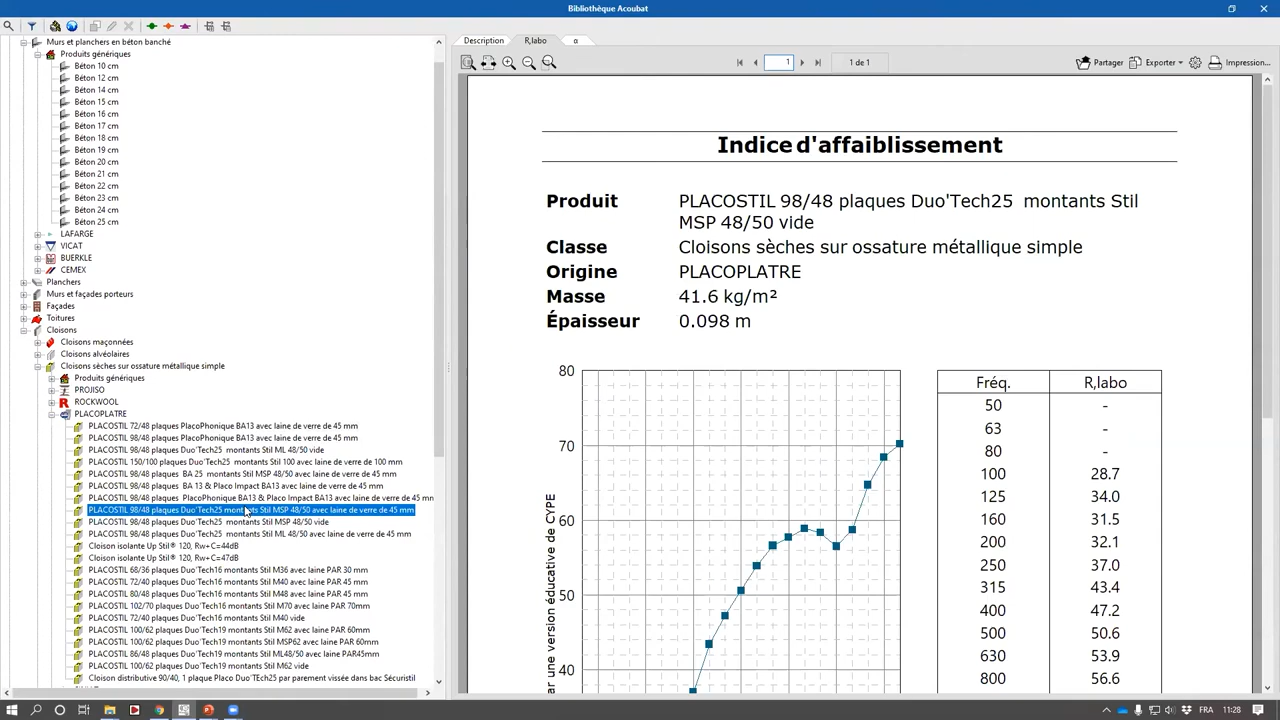 Bibliothèque Acoubat
Murs et planchers en béton banché
Produits génériques
Béton 10 cm
Béton 12 cm
Béton 14 cm
Béton 15 cm
Béton 16 cm
Béton 17 cm
Béton 18 cm
Béton 19 cm
Béton 20 cm
Béton 21 cm
Béton 22 cm
Béton 23 cm
Béton 24 cm
Béton 25 cm
LAFARGE
VICAT
BUERKLE
CEMEX
Planchers
Murs et façades porteurs
Façades
Toitures
Cloisons
Cloisons maçonnées
Cloisons alvéolaires
Cloisons sèches sur ossature métallique simple
Produits génériques
PROJISO
ROCKWOOL
PLACOPLATRE
PLACOSTIL 72/48 plaques PlacoPhonique BA13 avec laine de verre de 45 mm
PLACOSTIL 98/48 plaques PlacoPhonique BA13 avec laine de verre de 45 mm
PLACOSTIL 98/48 plaques Duo'Tech25 montants Stil ML 48/50 vide
PLACOSTIL 150/100 plaques Duo'Tech25 montants Stil 100 avec laine de verre de 100 mm
PLACOSTIL 98/48 plaques BA 25 montants Stil MSP 48/50 avec laine de verre de 45 mm
PLACOSTIL 98/48 plaques BA 13 & Placo Impact BA13 avec laine de verre de 45 mm
PLACOSTIL 98/48 plaques PlacoPhonique BA13 & Placo Impact BA13 avec laine de verre de 45 mn
PLACOSTIL 98/48 plaques Duo'Tech25 montants Stil MSP 48/50 avec laine de verre de 45 mm
PLACOSTIL 98/48 plaques Duo'Tech25 montants Stil MSP 48/50 vide
PLACOSTIL 98/48 plaques Duo'Tech25 montants Stil ML 48/50 avec laine de verre de 45 mm
Cloison isolante Up Stil® 120, Rw+C=44dB
Cloison isolante Up Stil® 120, Rw+C=47dB
PLACOSTIL 68/36 plaques Duo'Tech16 montants Stil M36 avec laine PAR 30 mm
PLACOSTIL 72/40 plaques Duo'Tech16 montants Stil M40 avec laine PAR 45 mm
PLACOSTIL 80/48 plaques Duo'Tech16 montants Stil M48 avec laine PAR 45 mm
PLACOSTIL 102/70 plaques Duo'Tech16 montants Stil M70 avec laine PAR 70mm
PLACOSTIL 72/40 plaques Duo'Tech16 montants Stil M40 vide
PLACOSTIL 100/62 plaques Duo'Tech19 montants Stil M62 avec laine PAR 60mm
PLACOSTIL 100/62 plaques Duo'Tech19 montants Stil MSP62 avec laine PAR 60mm
PLACOSTIL 86/48 plaques Duo'Tech19 montants Stil ML48/50 avec laine PAR45mm
PLACOSTIL 100/62 plaques Duo'Tech19 montants Stil M62 vide
Cloison distributive 90/40, 1 plaque Placo Duo'TEch25 par parement vissée dans bac Sécuristil
Description R,labo α
1 1 de 1 Partager Exporter Impression...
Indice d'affaiblissement
Produit PLACOSTIL 98/48 plaques Duo'Tech25 montants Stil
MSP 48/50 vide
Classe Cloisons sèches sur ossature métallique simple
Origine PLACOPLATRE
Masse 41.6 kg/m²
Épaisseur 0.098 m
80
70
60
50
40
ar une version éducative de CYPE
Fréq. R,labo
50 -
63 -
80 -
100 28.7
125 34.0
160 31.5
200 32.1
250 37.0
315 43.4
400 47.2
500 50.6
630 53.9
800 56.6
FRA 11:28